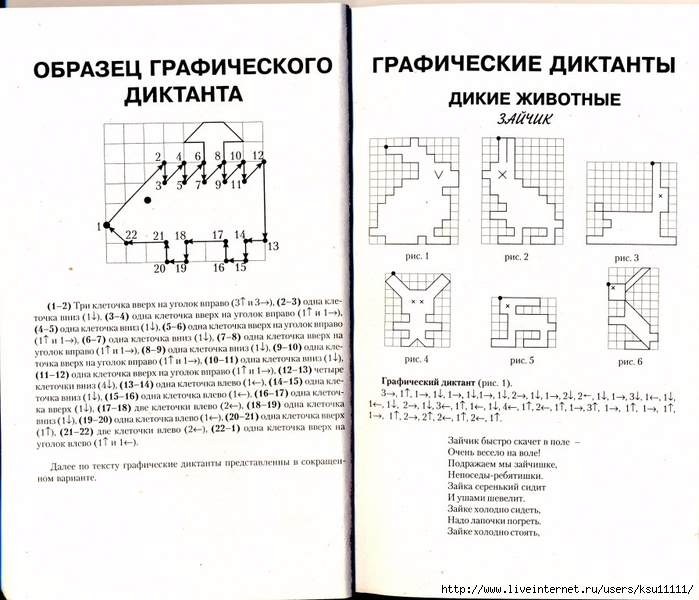 ОБРАЗЕЦ ГРАФИЧЕСКОГО
ДИКТАНТА
2 4 6 8 10 12
3 5 7 9 11
1
22 21 18 17 14
13
20 19 16 15
(1–2) Три клеточка вверх на уголок вправо (3↑ и 3→), (2–3) одна кле-
точка вниз (1↓), (3–4) одна клеточка вверх на уголок вправо (1↑ и 1→),
(4–5) одна клеточка вниз (1↓), (5–6) одна клеточка вверх на уголок вправо
(1↑ и 1→), (6–7) одна клеточка вниз (1↓), (7–8) одна клеточка вверх на
уголок вправо (1↑ и 1→), (8–9) одна клеточка вниз (1↓), (9–10) одна кле-
точка вверх на уголок вправо (1↑ и 1→), (10–11) одна клеточка вниз (1↓),
(11–12) одна клеточка вверх на уголок вправо (1↑ и 1→), (12–13) четыре
клеточки вниз (4↓), (13–14) одна клеточка влево (1←), (14–15) одна кле-
точка вниз (1↓), (15–16) одна клеточка влево (1←), (16–17) одна клеточ-
ка вверх (1↓), (17–18) две клеточки влево (2←), (18–19) одна клеточка
вниз (1↓), (19–20) одна клеточка влево (1←), (20–21) одна клеточка вверх
(1↑), (21–22) две клеточки влево (2←), (22–1) одна клеточка вверх на
уголок влево (1↑ и 1←).
Далее по тексту графические диктанты представленны в сокращен-
ном варианте.
ГРАФИЧЕСКИЕ ДИКТАНТЫ
ДИКИЕ ЖИВОТНЫЕ
ЗАЙЧИК
рис. 1 рис. 2 рис. 3
рис. 4 рис. 5 рис. 6
Графический диктант (рис. 1).
3→, 1↑, 1→, 1↓, 1→, 1↓, 1→, 1↓, 2→, 1↓, 1→, 2↓, 2←, 1↓, 1→, 3↓, 1←, 1↓,
1←, 1↓, 2→, 1↓, 3←, 1↑, 1←, 1↓, 4←, 1↑, 2←, 1↑, 1→, 3↑, 1→, 1↑, 1→, 1↑,
1→, 1↑, 2→, 2↑, 2←, 1↑, 2←, 1↑.
Зайчик быстро скачет в поле –
Очень весело на воле!
Подражаем мы зайчишке,
Непоседы-ребятишки.
Зайка серенький сидит
И ушами шевелит.
Зайке холодно сидеть,
Надо лапочки погреть.
Зайке холодно стоять,
http://www.liveinternet.ru/users/ksu11111/